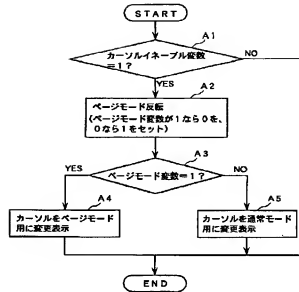 START
A1
カーソルイネーブル変数
=1?
NO
YES
A2
ページモード反転
(ページモード変数が1なら0を、
0なら1をセット)
A3
YES
ページモード変数=1?
NO
A4
カーソルをページモード
用に変更表示
A5
カーソルを通常モード
用に変更表示
END